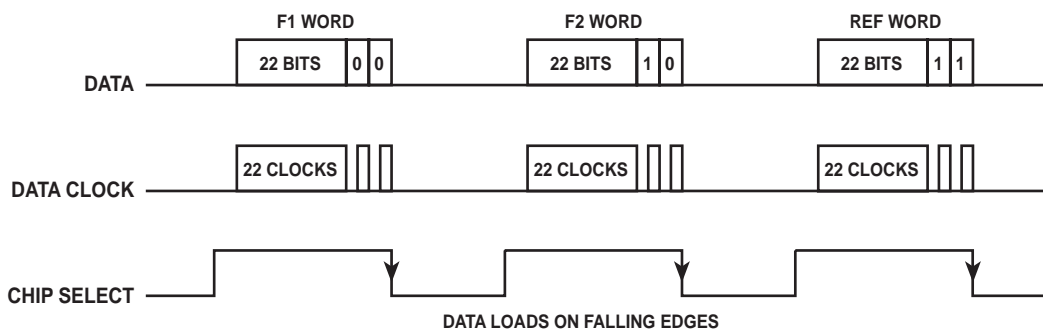 F1 WORD F2 WORD REF WORD
DATA 22 BITS 0 0 22 BITS 1 0 22 BITS 1 1
DATA CLOCK 22 CLOCKS 22 CLOCKS 22 CLOCKS
CHIP SELECT
DATA LOADS ON FALLING EDGES